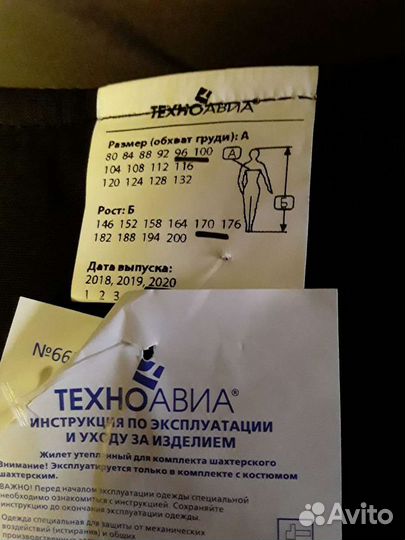 ТЕХНОАВИА®
Размер (обхват груди): А
80 84 88 92 96 100
104 108 112 116
120 124 128 132
А
Б
Рост: Б
146 152 158 164 170 176
182 188 194 200
Дата выпуска:
2018, 2019, 2020
1 2 3
№66
ТЕХНОАВИА®
ИНСТРУКЦИЯ ПО ЭКСПЛУАТАЦИИ
И УХОДУ ЗА ИЗДЕЛИЕМ
Жилет утепленный для комплекта шахтерского
Внимание! Эксплуатируется только в комплекте с костюмом
шахтерским.
ВАЖНО! Перед началом эксплуатации одежды специальной
необходимо ознакомиться с инструкцией. Сохраняйте
инструкцию до окончания эксплуатации одежды.
Одежда специальная для защиты от механических
воздействий (истирания) и общих
производственных
Avito